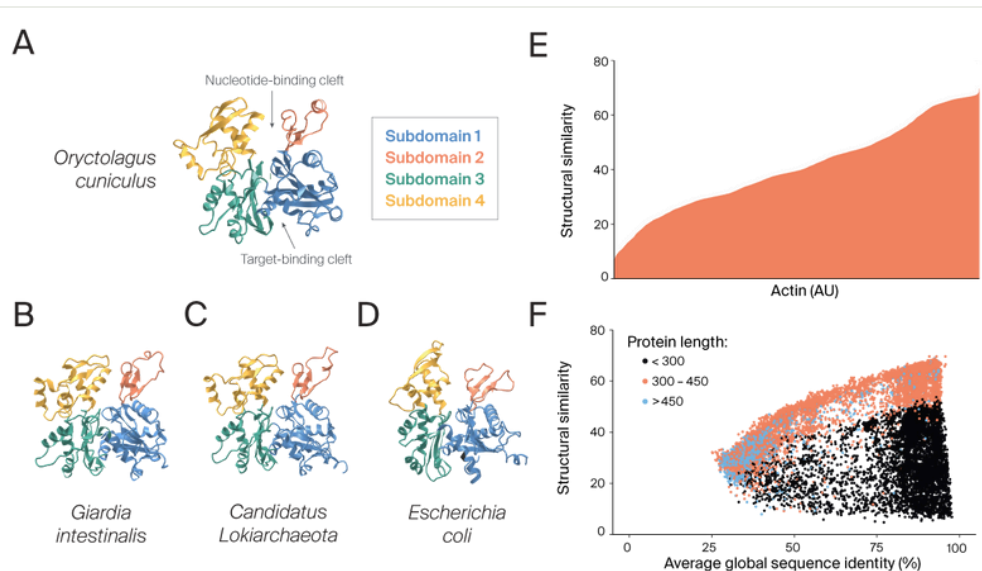 A
Nucleotide-binding cleft
Oryctolagus
cuniculus
Subdomain 1
Subdomain 2
Subdomain 3
Subdomain 4
Target-binding cleft
B
Giardia
intestinalis
C
Candidatus
Lokiarchaeota
D
Escherichia
coli
E
Structural similarity
80
60
40
20
0
Actin (AU)
F
Structural similarity
80
60
40
20
0
Protein length:
< 300
300 – 450
>450
0
25
50
75
100
Average global sequence identity (%)